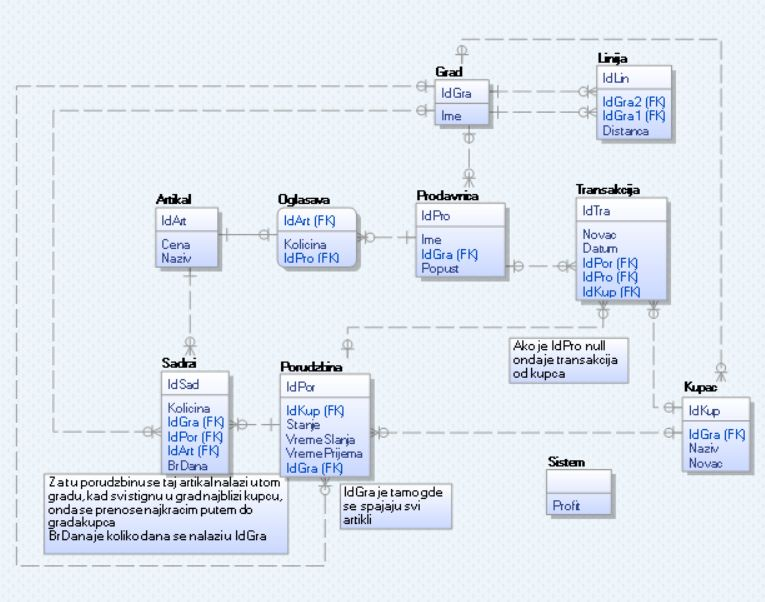 Grad
IdGra
Ime
Linija
IdLin
IdGra2 (FK)
IdGra1 (FK)
Distanca
Artikal
IdArt
Cena
Naziv
Oglasava
IdArt (FK)
Kolicina
IdPro (FK)
Prodavnica
IdPro
Ime
IdGra (FK)
Popust
Transakcija
IdTra
Novac
Datum
IdPor (FK)
IdPro (FK)
IdKup (FK)
Ako je IdPro null
onda je transakcija
od kupca
Sadrzi
IdSad
Kolicina
IdGra (FK)
IdPor (FK)
IdArt (FK)
BrDana
Porudzbina
IdPor
IdKup (FK)
Stanje
VremeSlanja
VremePrijema
IdGra (FK)
Kupac
IdKup
IdGra (FK)
Naziv
Novac
Sistem
Profit
Za tu porudzbinu se taj artikal nalazi u tom
gradu, kad svi stignu u grad najblizi kupcu,
onda se prenose najkracim putem do
grada kupca
BrDana je koliko dana se nalazi u IdGra
IdGra je tamo gde
se spajaju svi
artikli